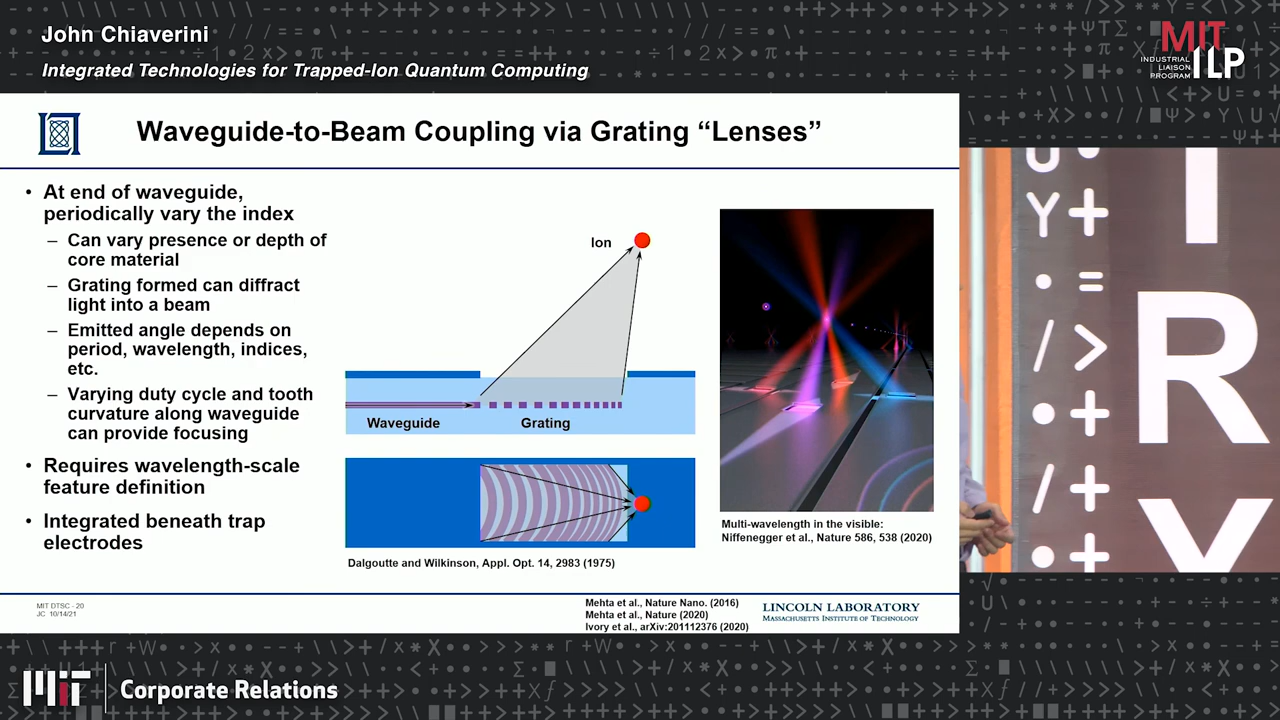 John Chiaverini
Integrated Technologies for Trapped-Ion Quantum Computing
MIT
ILP
INDUSTRIAL
LIAISON
PROGRAM
Waveguide-to-Beam Coupling via Grating “Lenses”
• At end of waveguide,
periodically vary the index
– Can vary presence or depth of
core material
– Grating formed can diffract
light into a beam
– Emitted angle depends on
period, wavelength, indices,
etc.
– Varying duty cycle and tooth
curvature along waveguide
can provide focusing
• Requires wavelength-scale
feature definition
• Integrated beneath trap
electrodes
Ion
Waveguide
Grating
Dalgoutte and Wilkinson, Appl. Opt. 14, 2983 (1975)
Multi-wavelength in the visible:
Niffenegger et al., Nature 586, 538 (2020)
MIT DTSC - 20
JC 10/14/21
Mehta et al., Nature Nano. (2016)
Mehta et al., Nature (2020)
Ivory et al., arXiv:201112376 (2020)
LINCOLN LABORATORY
MASSACHUSETTS INSTITUTE OF TECHNOLOGY
R
MIT
Corporate Relations